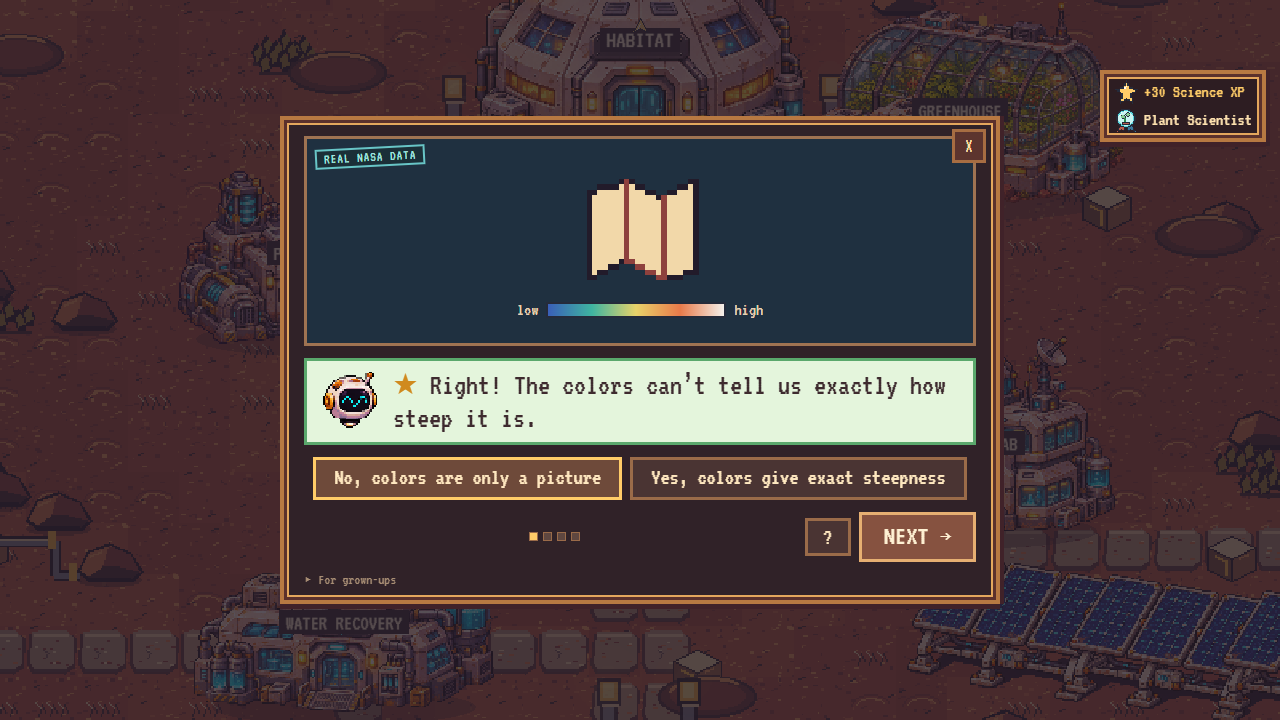 HABITAT
GREENHOUSE
+30 Science XP
Plant Scientist
REAL NASA DATA
X
low
high
Right! The colors can't tell us exactly how
steep it is.
No, colors are only a picture
Yes, colors give exact steepness
?
NEXT →
For grown-ups
WATER RECOVERY